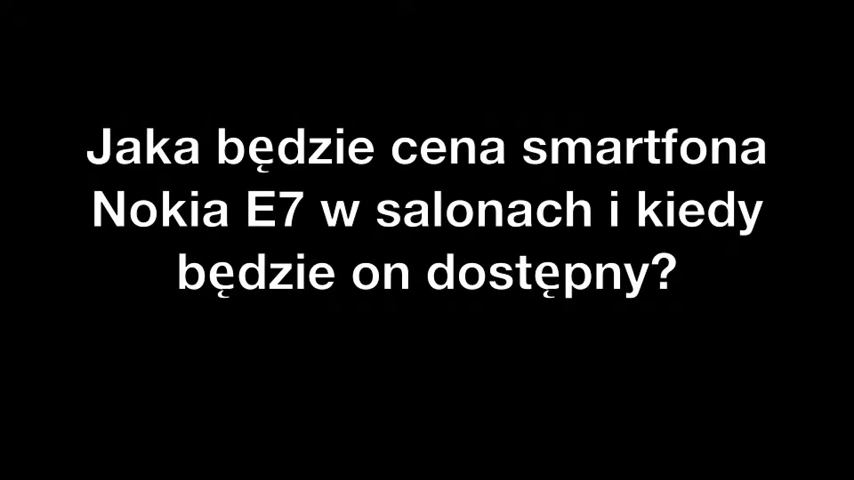 Jaka będzie cena smartfona
Nokia E7 w salonach i kiedy
będzie on dostępny?